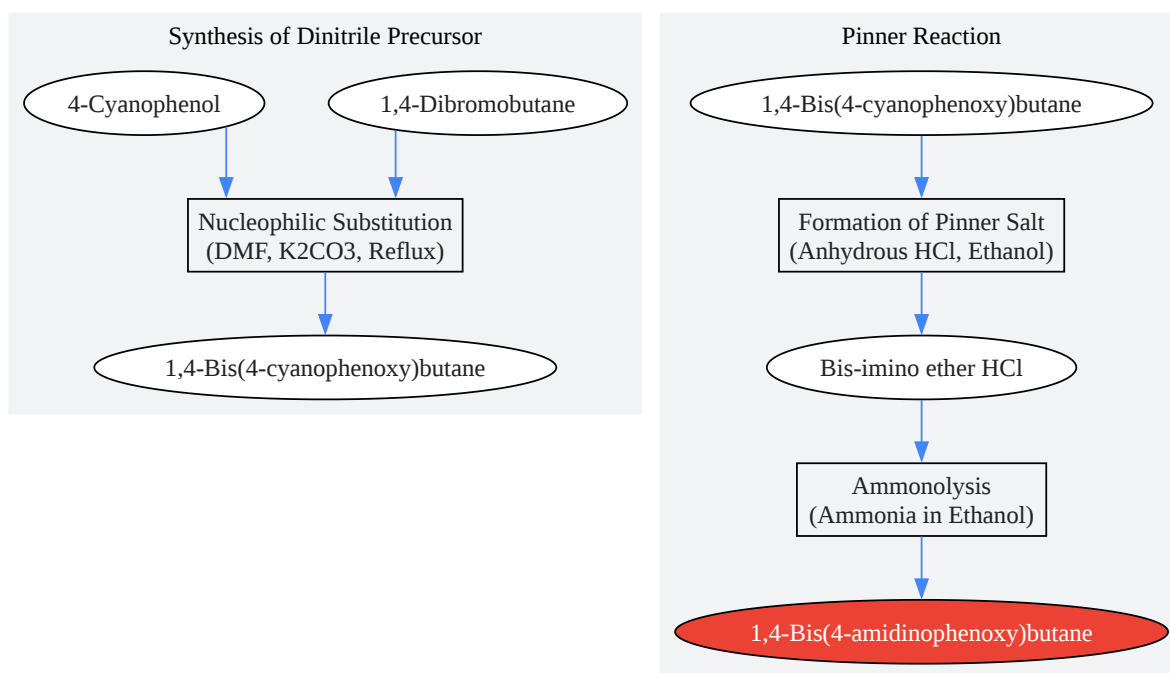 Synthesis of Dinitrile Precursor
4-Cyanophenol
1,4-Dibromobutane
Nucleophilic Substitution
(DMF, K2CO3, Reflux)
1,4-Bis(4-cyanophenoxy)butane
Pinner Reaction
1,4-Bis(4-cyanophenoxy)butane
Formation of Pinner Salt
(Anhydrous HCl, Ethanol)
Bis-imino ether HCl
Ammonolysis
(Ammonia in Ethanol)
1,4-Bis(4-amidinophenoxy)butane